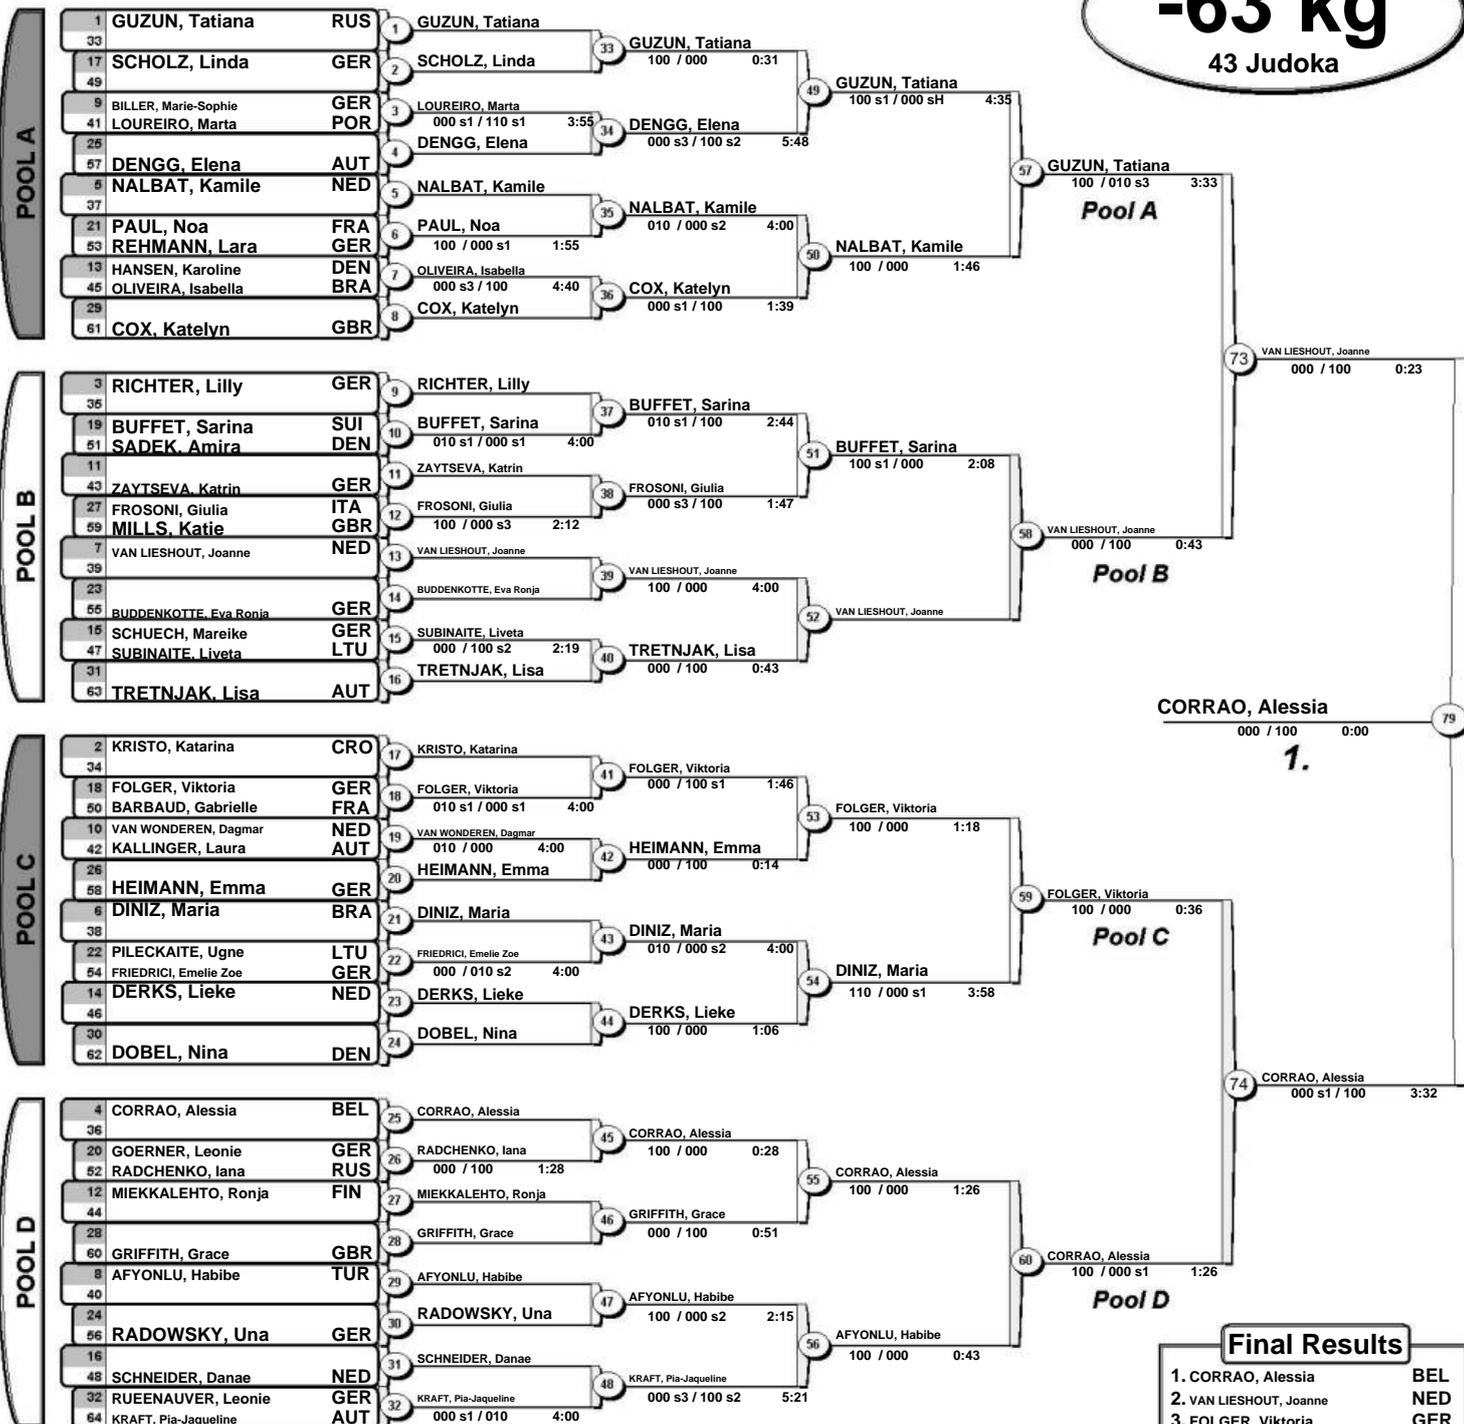 -63 kg
43 Judoka
POOL A
1 GUZUN, Tatiana RUS
33
17 SCHOLZ, Linda GER
49
9 BILLER, Marie-Sophie GER
41 LOUREIRO, Marta POR
25
57 DENGG, Elena AUT
5 NALBAT, Kamile NED
37
21 PAUL, Noa FRA
53 REHMANN, Lara GER
13 HANSEN, Karoline DEN
45 OLIVEIRA, Isabella BRA
29
61 COX, Katelyn GBR
1 GUZUN, Tatiana
2 SCHOLZ, Linda
3 LOUREIRO, Marta
000 s1 / 110 s1 3:55
4 DENGG, Elena
5 NALBAT, Kamile
6 PAUL, Noa
100 / 000 s1 1:55
7 OLIVEIRA, Isabella
000 s3 / 100 4:40
8 COX, Katelyn
33 GUZUN, Tatiana
100 / 000 0:31
34 DENGG, Elena
000 s3 / 100 s2 5:48
35 NALBAT, Kamile
010 / 000 s2 4:00
36 COX, Katelyn
000 s1 / 100 1:39
49 GUZUN, Tatiana
100 s1 / 000 sH 4:35
50 NALBAT, Kamile
100 / 000 1:46
57 GUZUN, Tatiana
100 / 010 s3 3:33
Pool A
POOL B
3 RICHTER, Lilly GER
35
19 BUFFET, Sarina SUI
51 SADEK, Amira DEN
11
43 ZAYTSEVA, Katrin GER
27 FROSONI, Giulia ITA
59 MILLS, Katie GBR
7 VAN LIESHOUT, Joanne NED
39
23
55 BUDDENKOTTE, Eva Ronja GER
15 SCHUECH, Mareike GER
47 SUBINAITE, Liveta LTU
31
63 TRETNJAK, Lisa AUT
9 RICHTER, Lilly
10 BUFFET, Sarina
010 s1 / 000 s1 4:00
11 ZAYTSEVA, Katrin
12 FROSONI, Giulia
100 / 000 s3 2:12
13 VAN LIESHOUT, Joanne
14 BUDDENKOTTE, Eva Ronja
15 SUBINAITE, Liveta
000 / 100 s2 2:19
16 TRETNJAK, Lisa
37 BUFFET, Sarina
010 s1 / 100 2:44
38 FROSONI, Giulia
000 s3 / 100 1:47
39 VAN LIESHOUT, Joanne
100 / 000 4:00
40 TRETNJAK, Lisa
000 / 100 0:43
51 BUFFET, Sarina
100 s1 / 000 2:08
52 VAN LIESHOUT, Joanne
58 VAN LIESHOUT, Joanne
000 / 100 0:43
Pool B
73 VAN LIESHOUT, Joanne
000 / 100 0:23
CORRAO, Alessia 79
000 / 100 0:00
1.
POOL C
2 KRISTO, Katarina CRO
34
18 FOLGER, Viktoria GER
50 BARBAUD, Gabrielle FRA
10 VAN WONDEREN, Dagmar NED
42 KALLINGER, Laura AUT
26
58 HEIMANN, Emma GER
6 DINIZ, Maria BRA
38
22 PILECKAITE, Ugne LTU
54 FRIEDRICI, Emelie Zoe GER
14 DERKS, Lieke NED
46
30
62 DOBEL, Nina DEN
17 KRISTO, Katarina
18 FOLGER, Viktoria
010 s1 / 000 s1 4:00
19 VAN WONDEREN, Dagmar
010 / 000 4:00
20 HEIMANN, Emma
21 DINIZ, Maria
22 FRIEDRICI, Emelie Zoe
000 / 010 s2 4:00
23 DERKS, Lieke
24 DOBEL, Nina
41 FOLGER, Viktoria
000 / 100 s1 1:46
42 HEIMANN, Emma
000 / 100 0:14
43 DINIZ, Maria
010 / 000 s2 4:00
44 DERKS, Lieke
100 / 000 1:06
53 FOLGER, Viktoria
100 / 000 1:18
54 DINIZ, Maria
110 / 000 s1 3:58
59 FOLGER, Viktoria
100 / 000 0:36
Pool C
POOL D
4 CORRAO, Alessia BEL
36
20 GOERNER, Leonie GER
52 RADCHENKO, Iana RUS
12 MIEKKALEHTO, Ronja FIN
44
28
60 GRIFFITH, Grace GBR
8 AFYONLU, Habibe TUR
40
24
56 RADOWSKY, Una GER
16
48 SCHNEIDER, Danae NED
32 RUEENAUVER, Leonie GER
64 KRAFT, Pia-Jaqueline AUT
25 CORRAO, Alessia
26 RADCHENKO, Iana
000 / 100 1:28
27 MIEKKALEHTO, Ronja
28 GRIFFITH, Grace
29 AFYONLU, Habibe
30 RADOWSKY, Una
31 SCHNEIDER, Danae
32 KRAFT, Pia-Jaqueline
000 s1 / 010 4:00
45 CORRAO, Alessia
100 / 000 0:28
46 GRIFFITH, Grace
000 / 100 0:51
47 AFYONLU, Habibe
100 / 000 s2 2:15
48 KRAFT, Pia-Jaqueline
000 s3 / 100 s2 5:21
55 CORRAO, Alessia
100 / 000 1:26
56 AFYONLU, Habibe
100 / 000 0:43
60 CORRAO, Alessia
100 / 000 s1 1:26
Pool D
74 CORRAO, Alessia
000 s1 / 100 3:32
Final Results
1. CORRAO, Alessia BEL
2. VAN LIESHOUT, Joanne NED
3. FOLGER, Viktoria GER